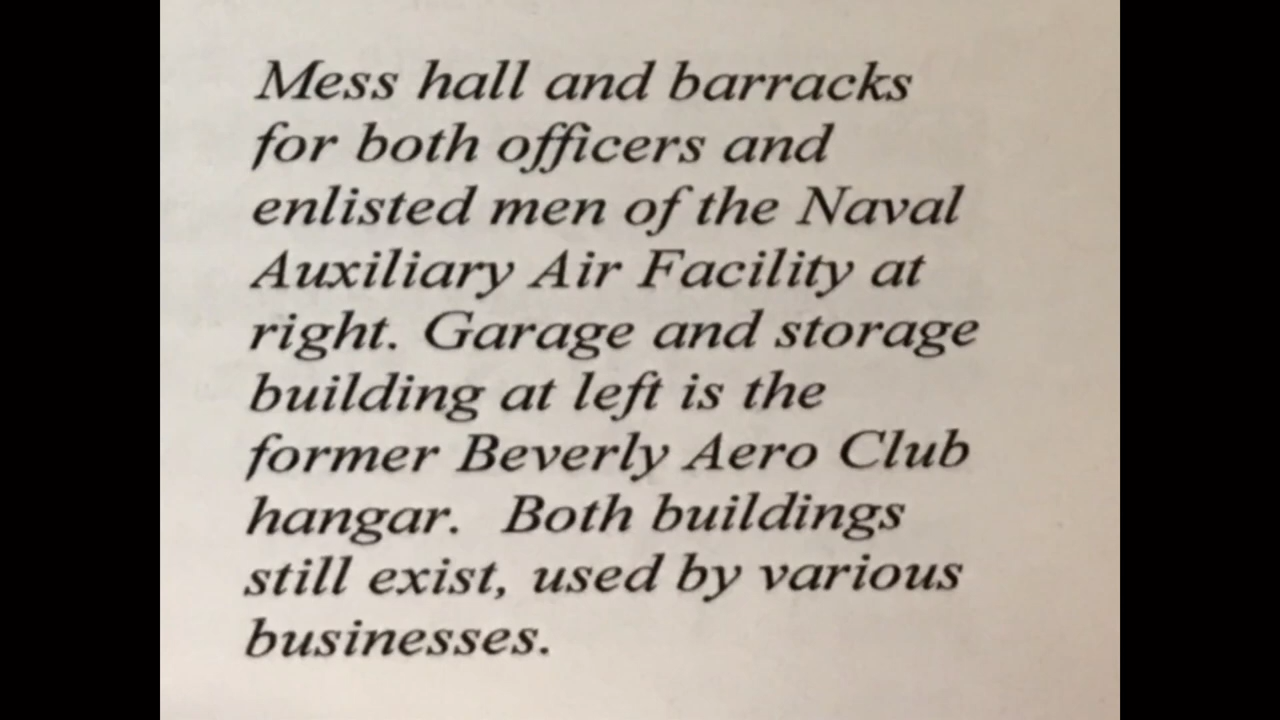 Mess hall and barracks
for both officers and
enlisted men of the Naval
Auxiliary Air Facility at
right. Garage and storage
building at left is the
former Beverly Aero Club
hangar.  Both buildings
still exist, used by various
businesses.